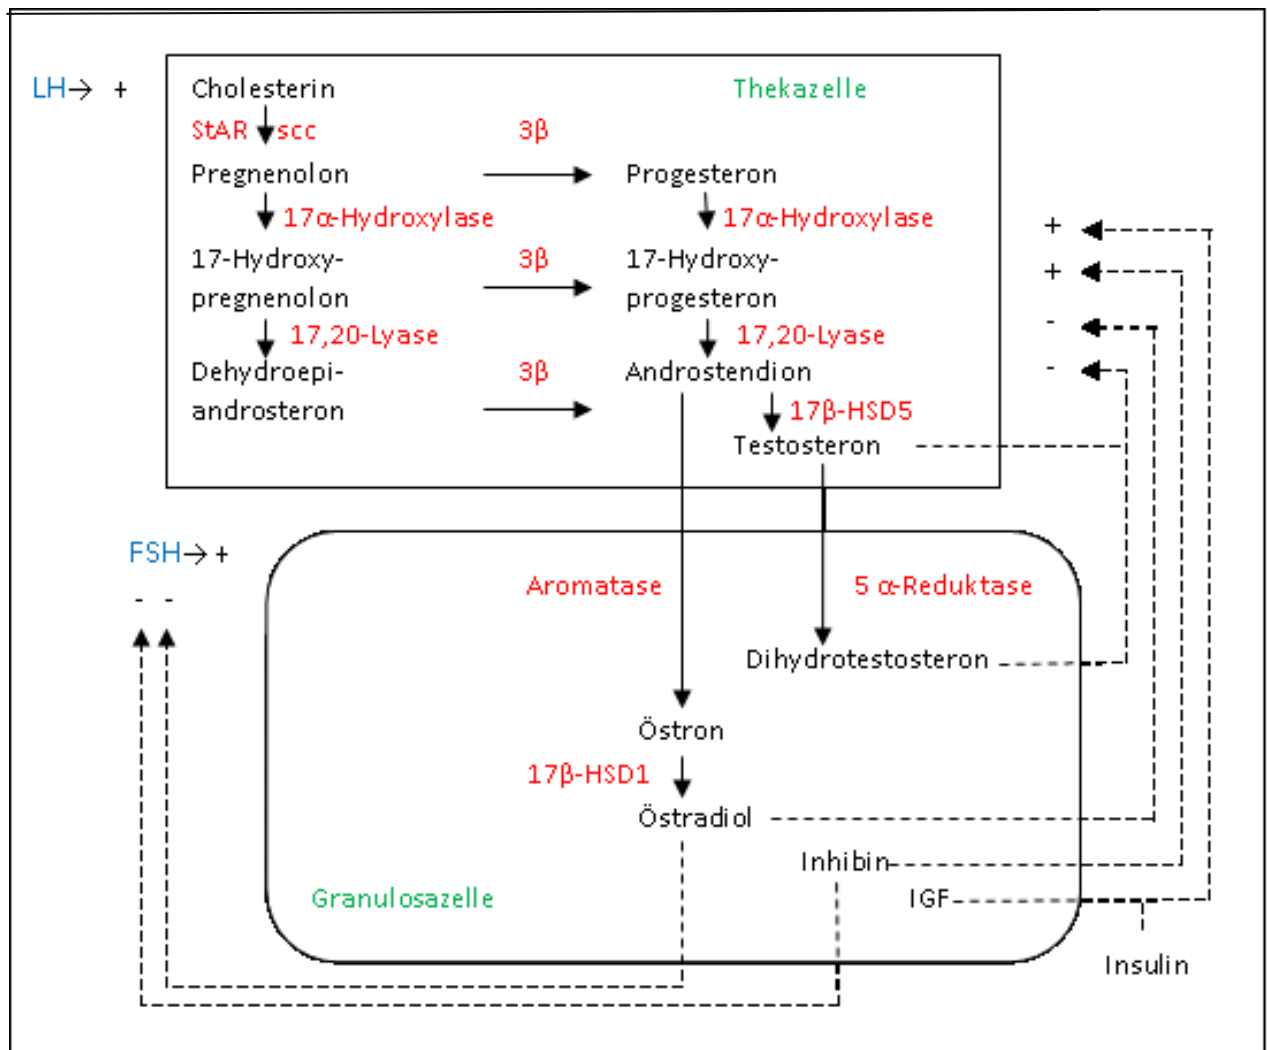 LH→ + Cholesterin Thekazelle
StAR scc 3β
Pregnenolon Progesteron
17α-Hydroxylase 17α-Hydroxylase
+
17-Hydroxy- 3β 17-Hydroxy-
+
pregnenolon progesteron
-
17,20-Lyase 17,20-Lyase
Dehydroepi- 3β Androstendion -
androsteron 17β-HSD5
Testosteron
FSH→ +
Aromatase 5 α-Reduktase
- -
Dihydrotestosteron
Östron
17β-HSD1
Östradiol
Inhibin
Granulosazelle IGF
Insulin